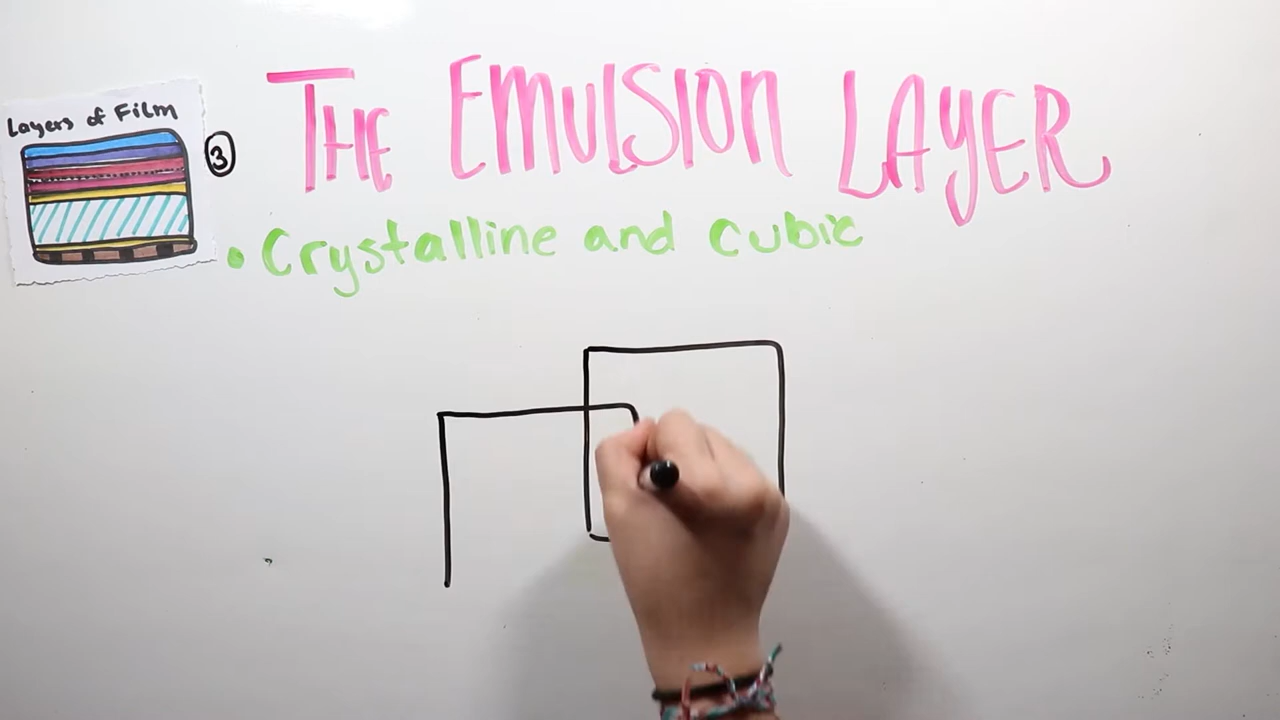 Layers of Film
3
THE EMULSION LAYER
• Crystalline and cubic